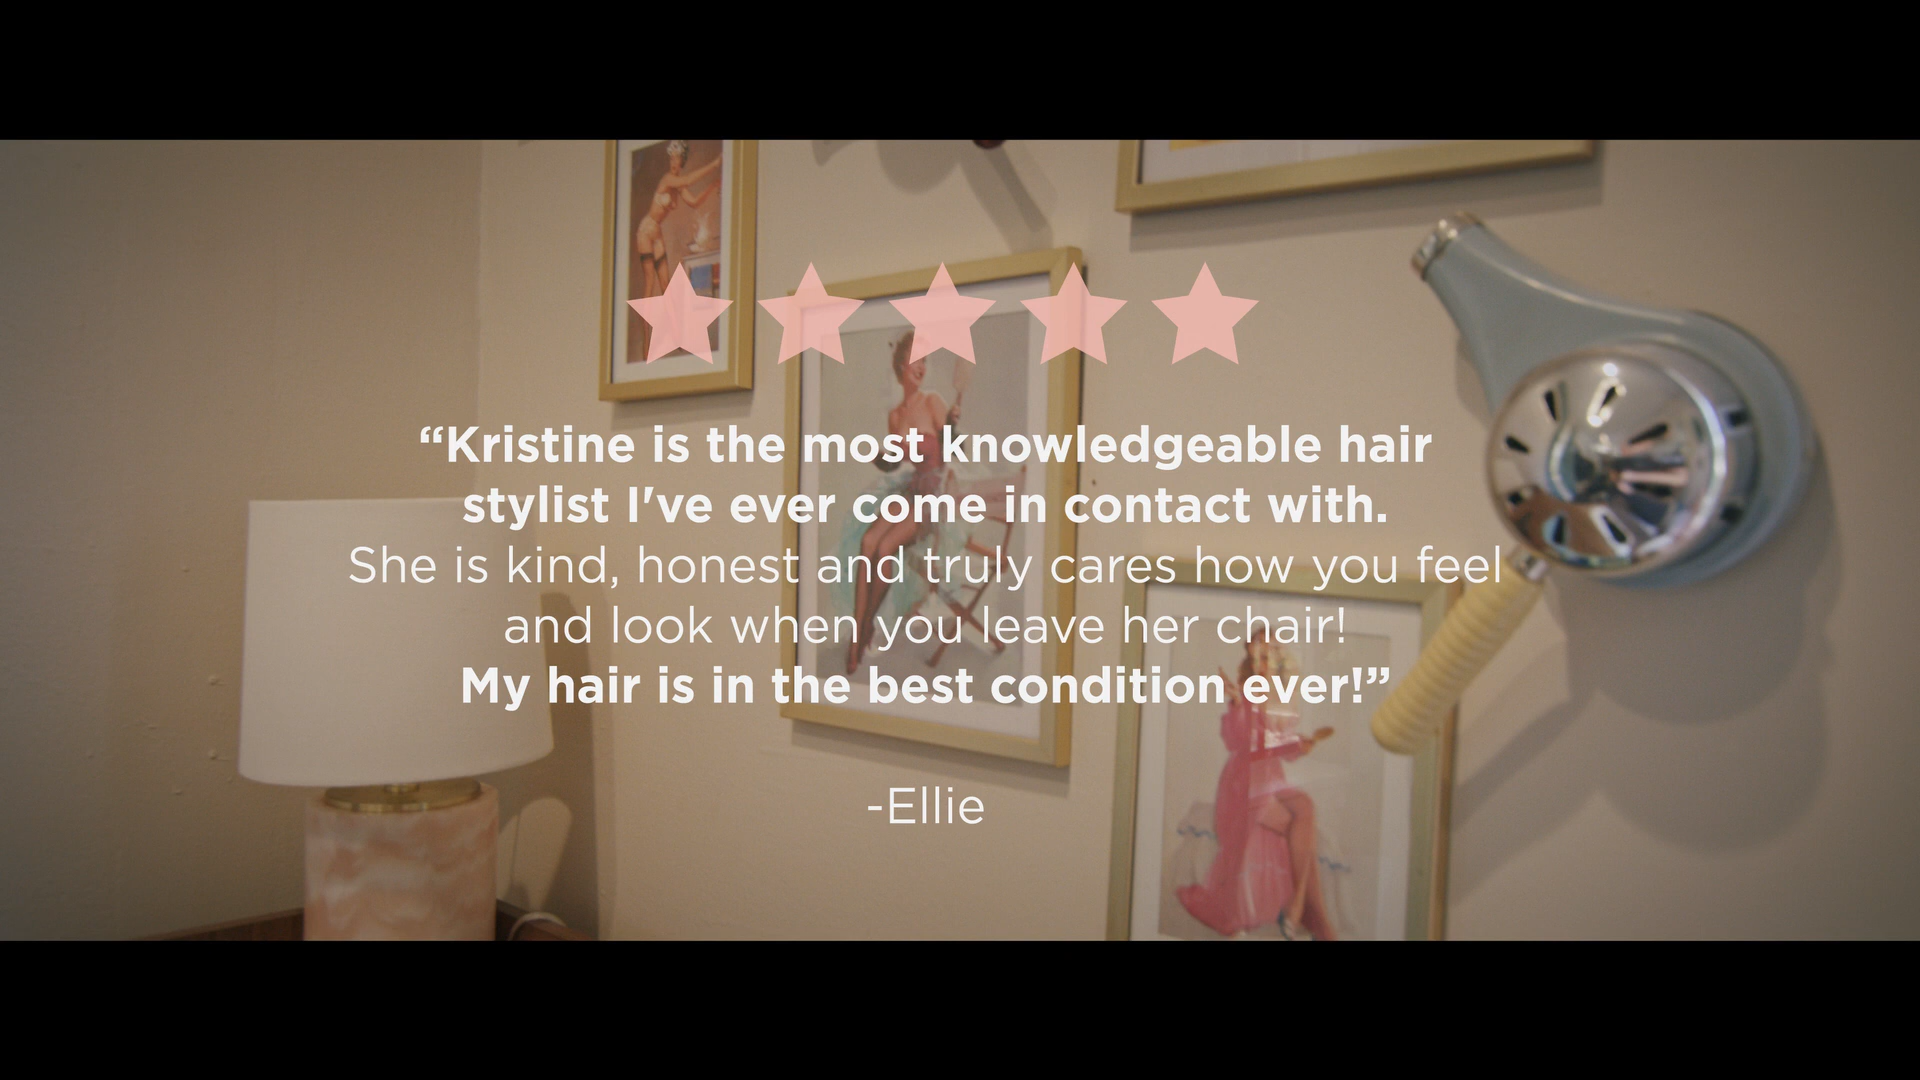 “Kristine is the most knowledgeable hair
stylist I've ever come in contact with.
She is kind, honest and truly cares how you feel
and look when you leave her chair!
My hair is in the best condition ever!”
-Ellie